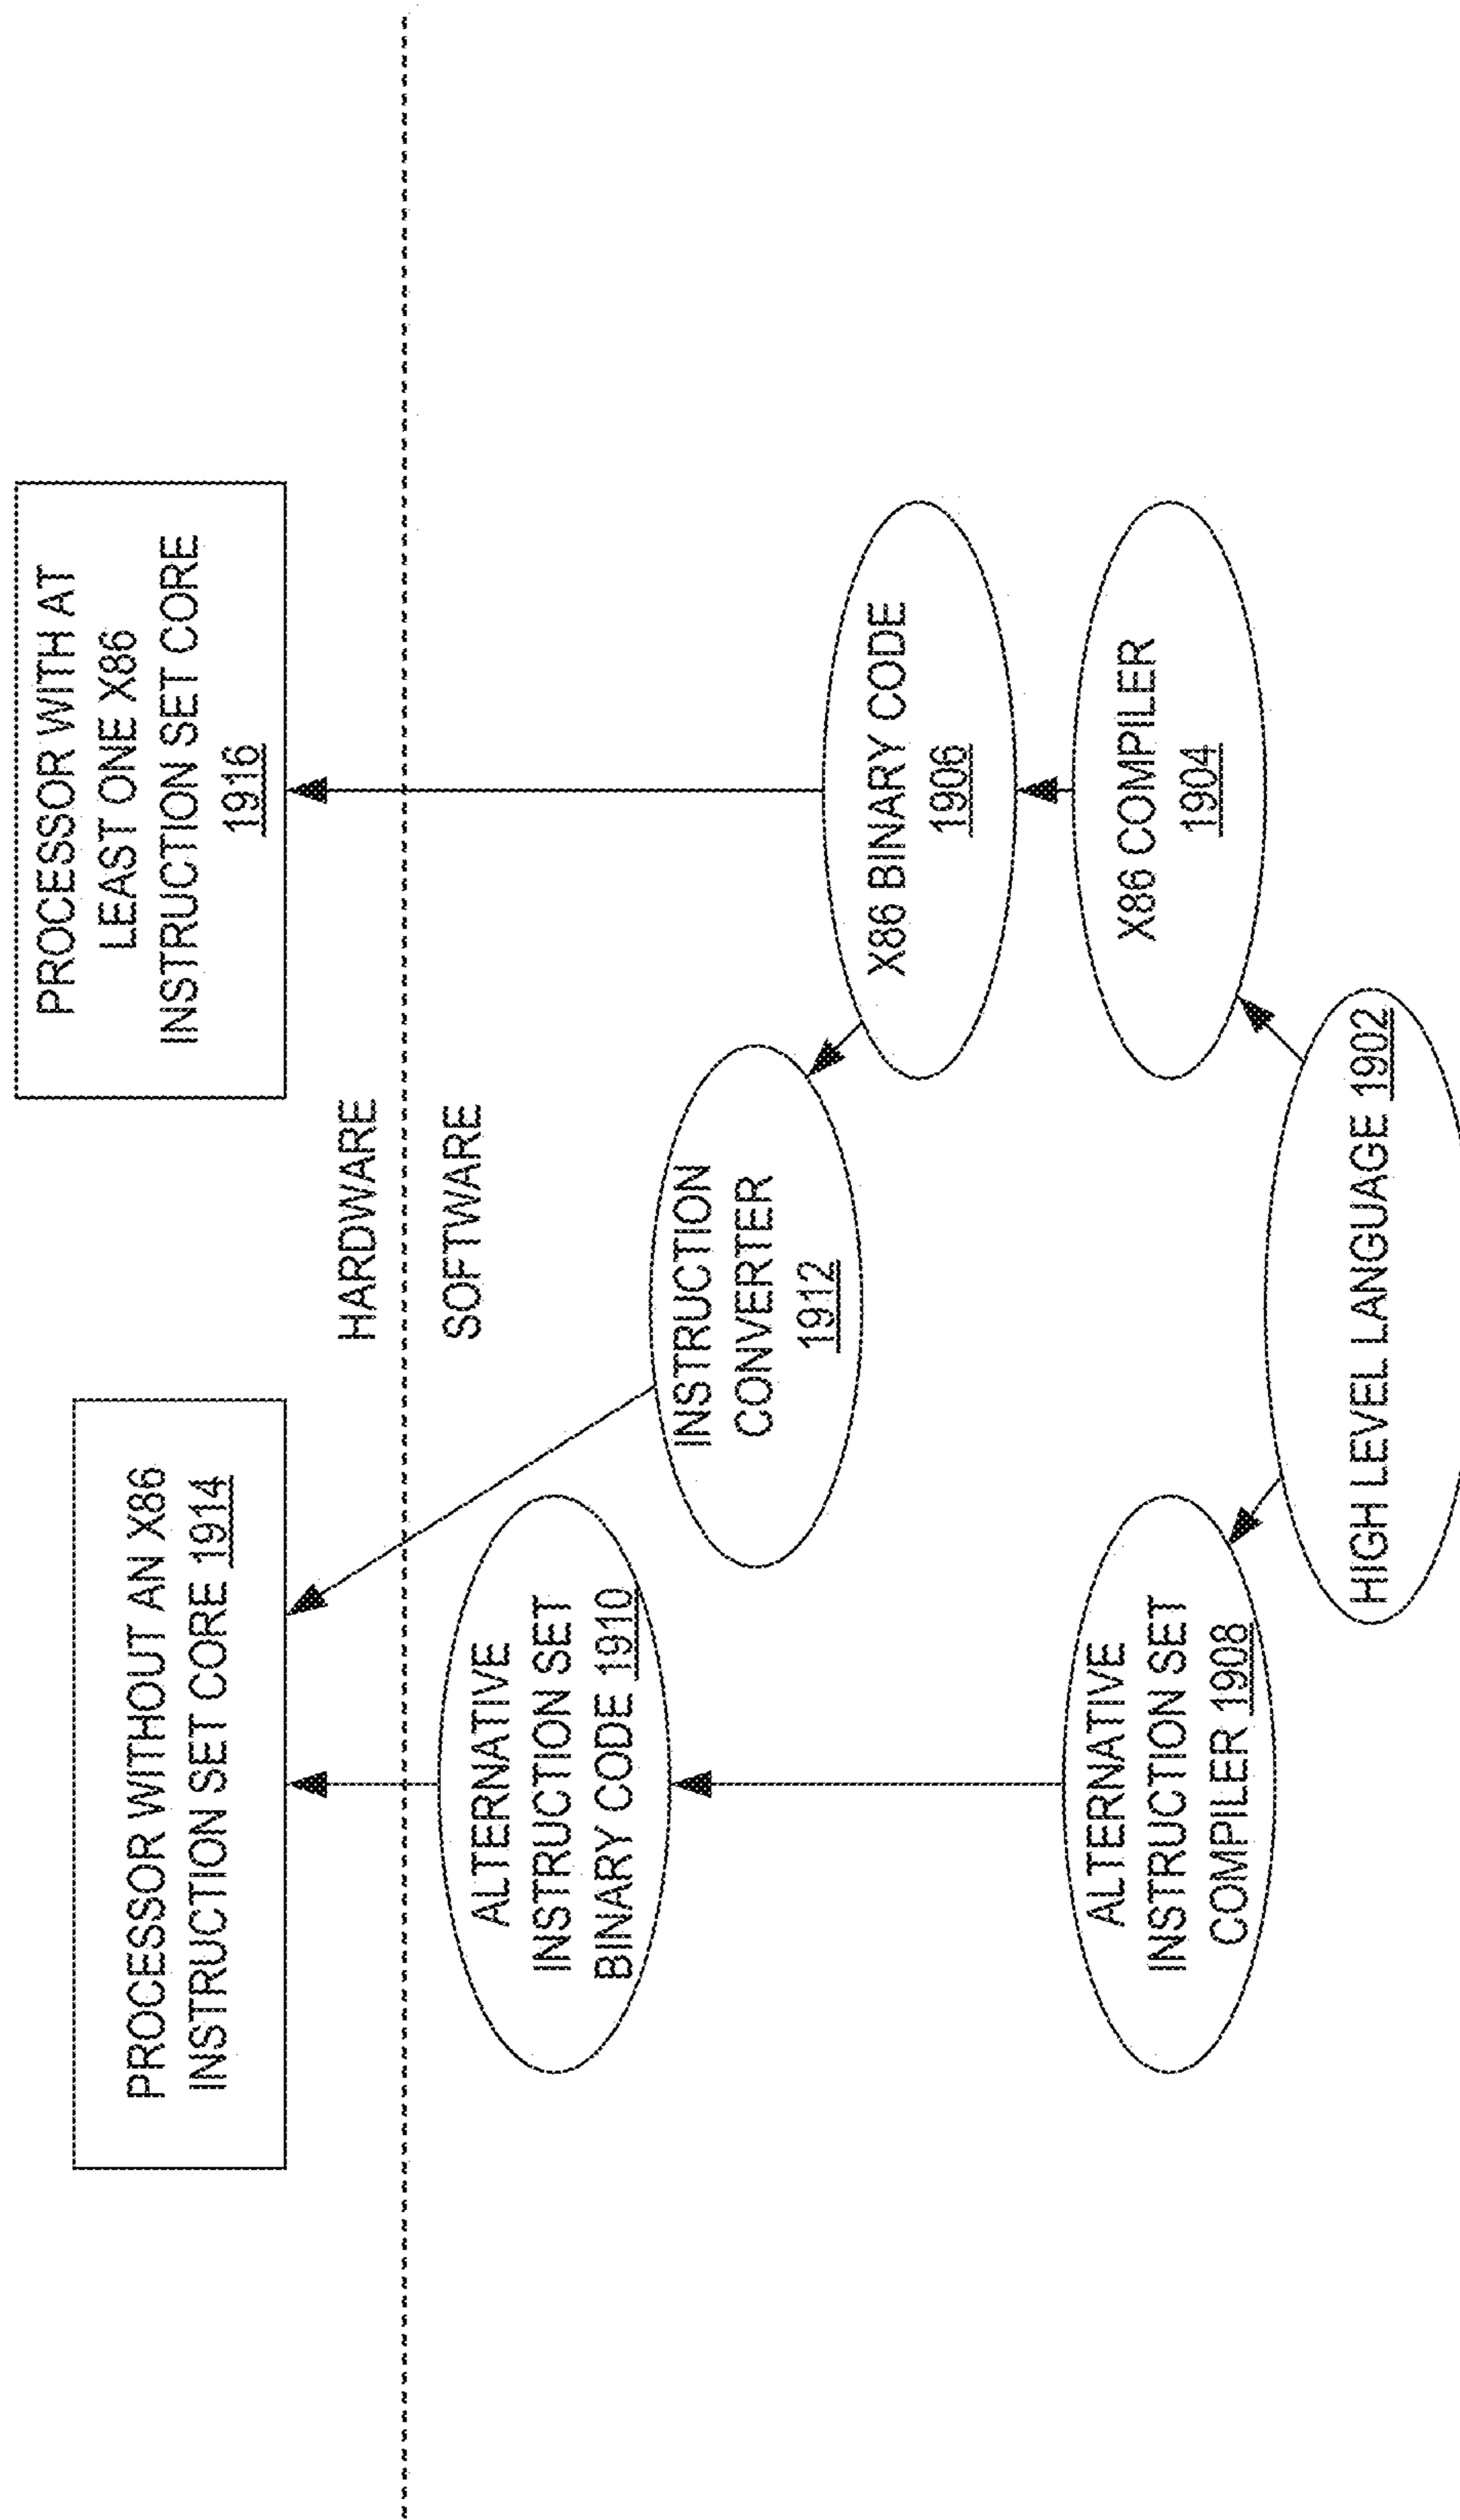 PROCESSOR WITHOUT AN X86
INSTRUCTION SET CORE 1914
PROCESSOR WITH AT
LEAST ONE X86
INSTRUCTION SET CORE
1916
HARDWARE
SOFTWARE
ALTERNATIVE
INSTRUCTION SET
BINARY CODE 1910
INSTRUCTION
CONVERTER
1912
X86 BINARY CODE
1906
ALTERNATIVE
INSTRUCTION SET
COMPILER 1908
X86 COMPILER
1904
HIGH LEVEL LANGUAGE 1902